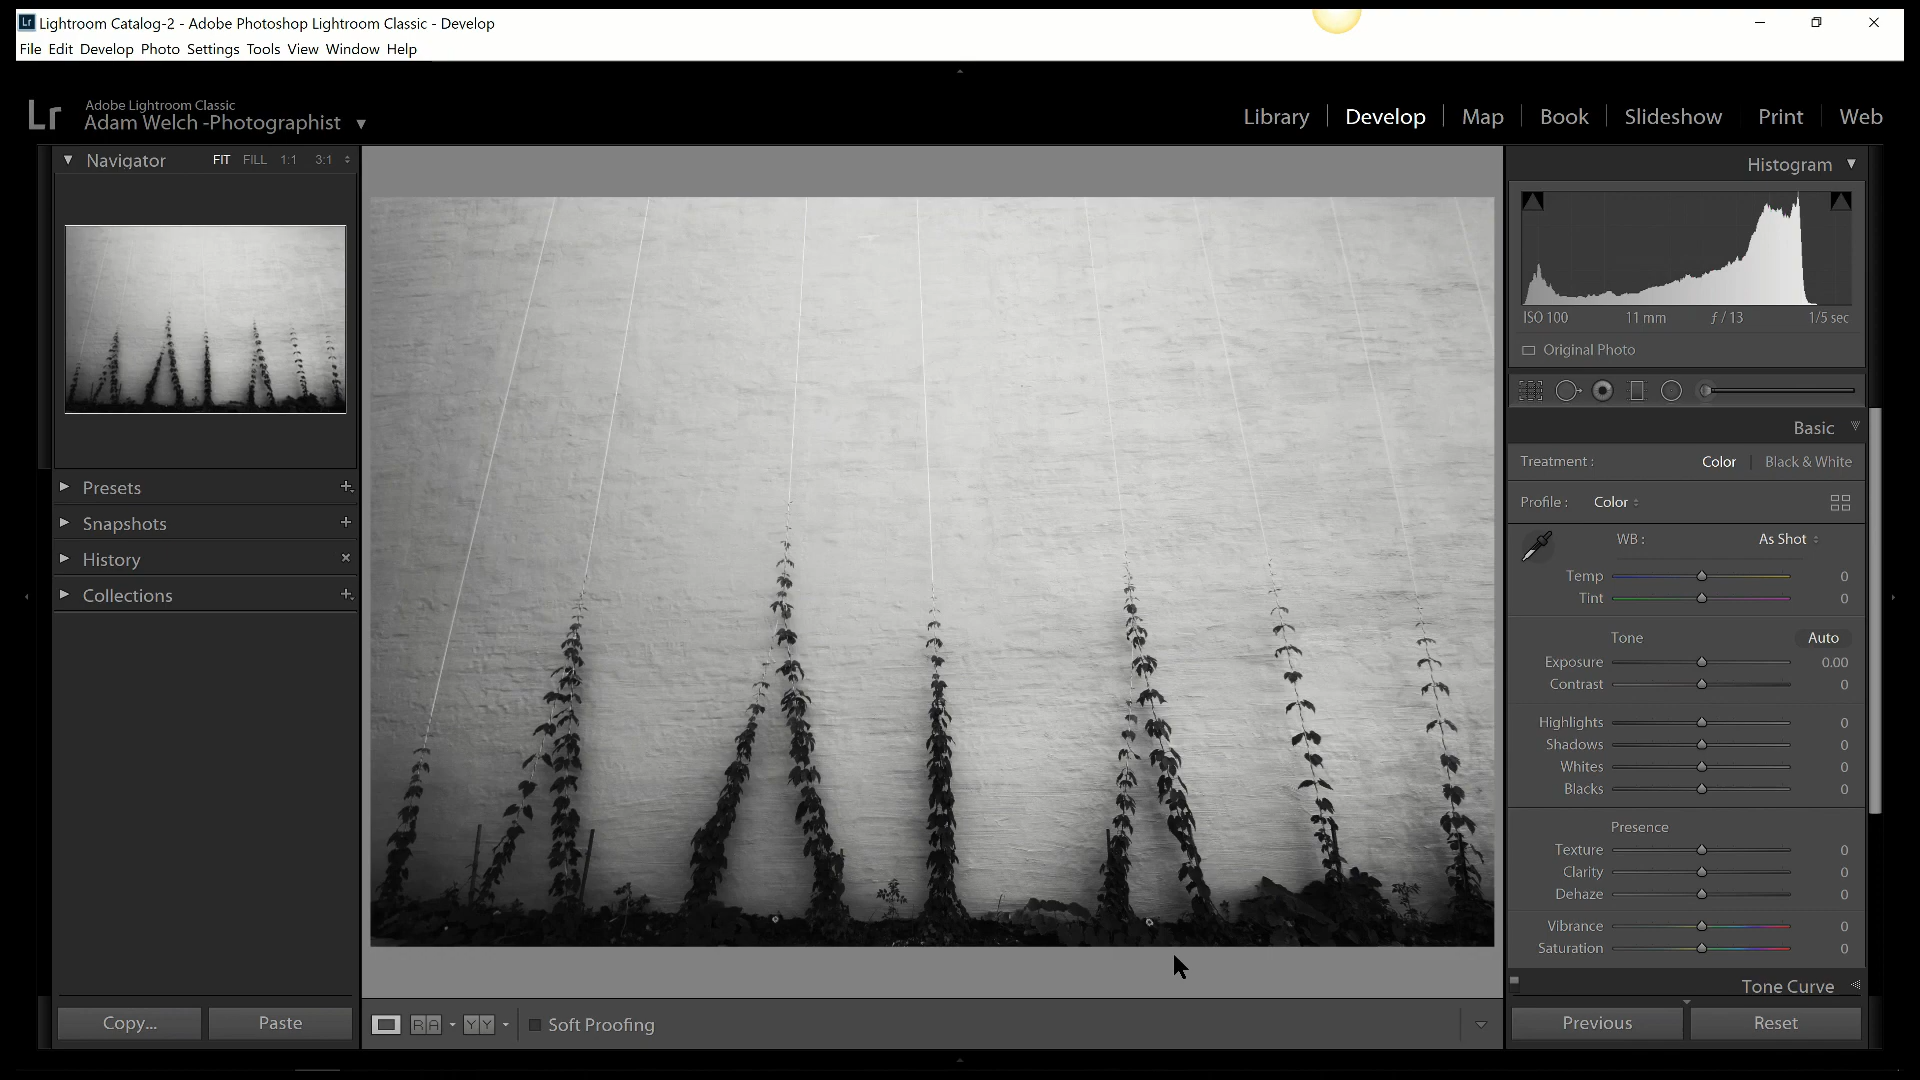 Lr Lightroom Catalog-2 - Adobe Photoshop Lightroom Classic - Develop
File Edit Develop Photo Settings Tools View Window Help
Lr
Adobe Lightroom Classic
Adam Welch -Photographist
Library | Develop | Map | Book | Slideshow | Print | Web
Navigator FIT FILL 1:1 3:1
Presets
Snapshots
History
Collections
Copy... Paste
R A Y Y Soft Proofing
Histogram
ISO 100 11 mm ƒ / 13 1/5 sec
Original Photo
Basic
Treatment : Color | Black & White
Profile : Color
WB : As Shot
Temp 0
Tint 0
Tone Auto
Exposure 0.00
Contrast 0
Highlights 0
Shadows 0
Whites 0
Blacks 0
Presence
Texture 0
Clarity 0
Dehaze 0
Vibrance 0
Saturation 0
Tone Curve
Previous Reset